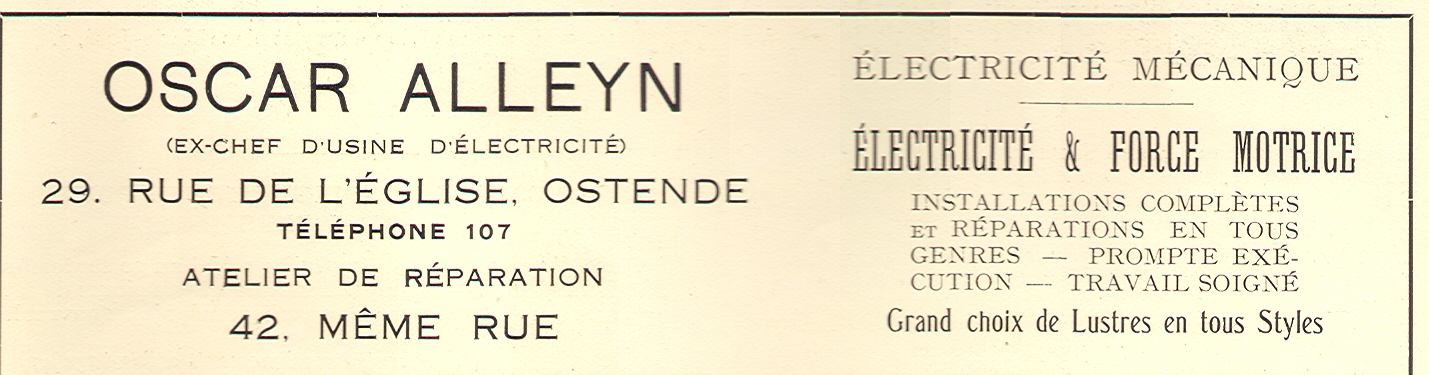 OSCAR ALLEYN
(EX-CHEF D'USINE D'ÉLECTRICITÉ)
29. RUE DE L'ÉGLISE, OSTENDE
TÉLÉPHONE 107
ATELIER DE RÉPARATION
42, MÊME RUE
ÉLECTRICITÉ MÉCANIQUE
ÉLECTRICITÉ & FORCE MOTRICE
INSTALLATIONS COMPLÈTES
ET RÉPARATIONS EN TOUS
GENRES — PROMPTE EXÉ-
CUTION — TRAVAIL SOIGNÉ
Grand choix de Lustres en tous Styles